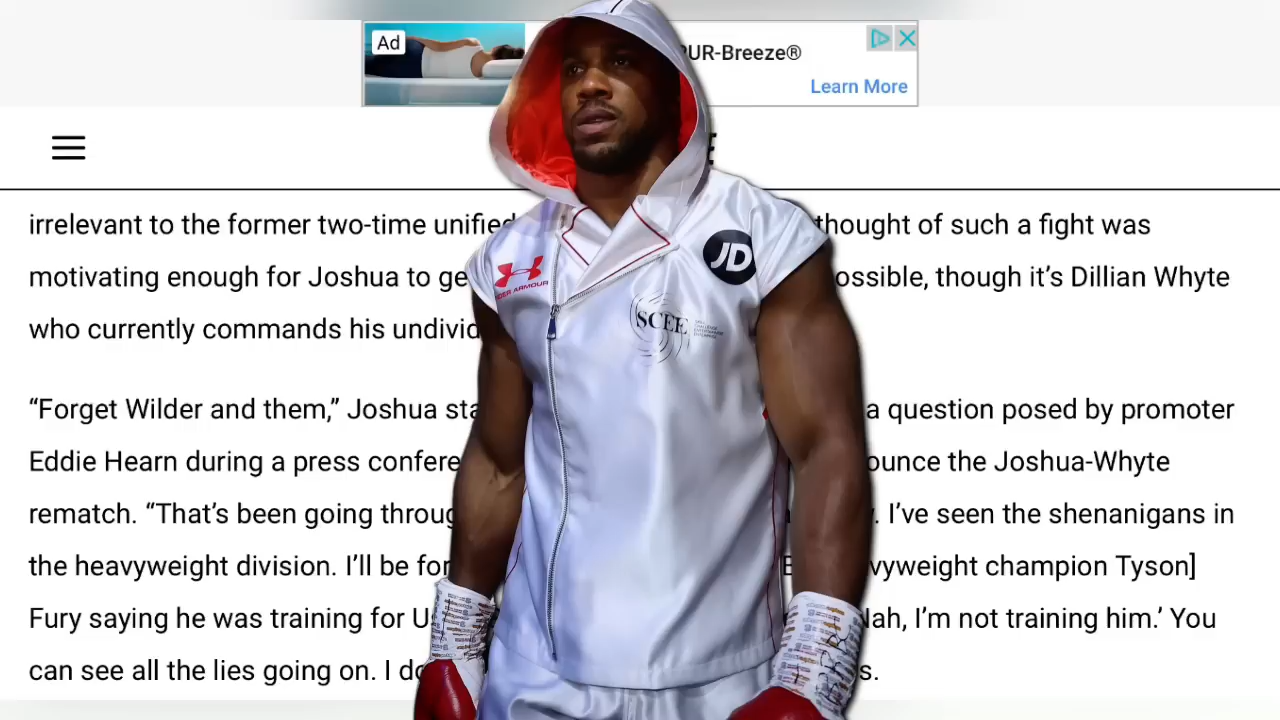 Ad
UR-Breeze®
Learn More
irrelevant to the former two-time unified thought of such a fight was
motivating enough for Joshua to ge ossible, though it’s Dillian Whyte
who currently commands his undivid
“Forget Wilder and them,” Joshua sta a question posed by promoter
Eddie Hearn during a press confere ounce the Joshua-Whyte
rematch. “That’s been going throug . I’ve seen the shenanigans in
the heavyweight division. I’ll be for vyweight champion Tyson]
Fury saying he was training for U ah, I’m not training him.’ You
can see all the lies going on. I do s.
JD
UNDER ARMOUR
SCEE